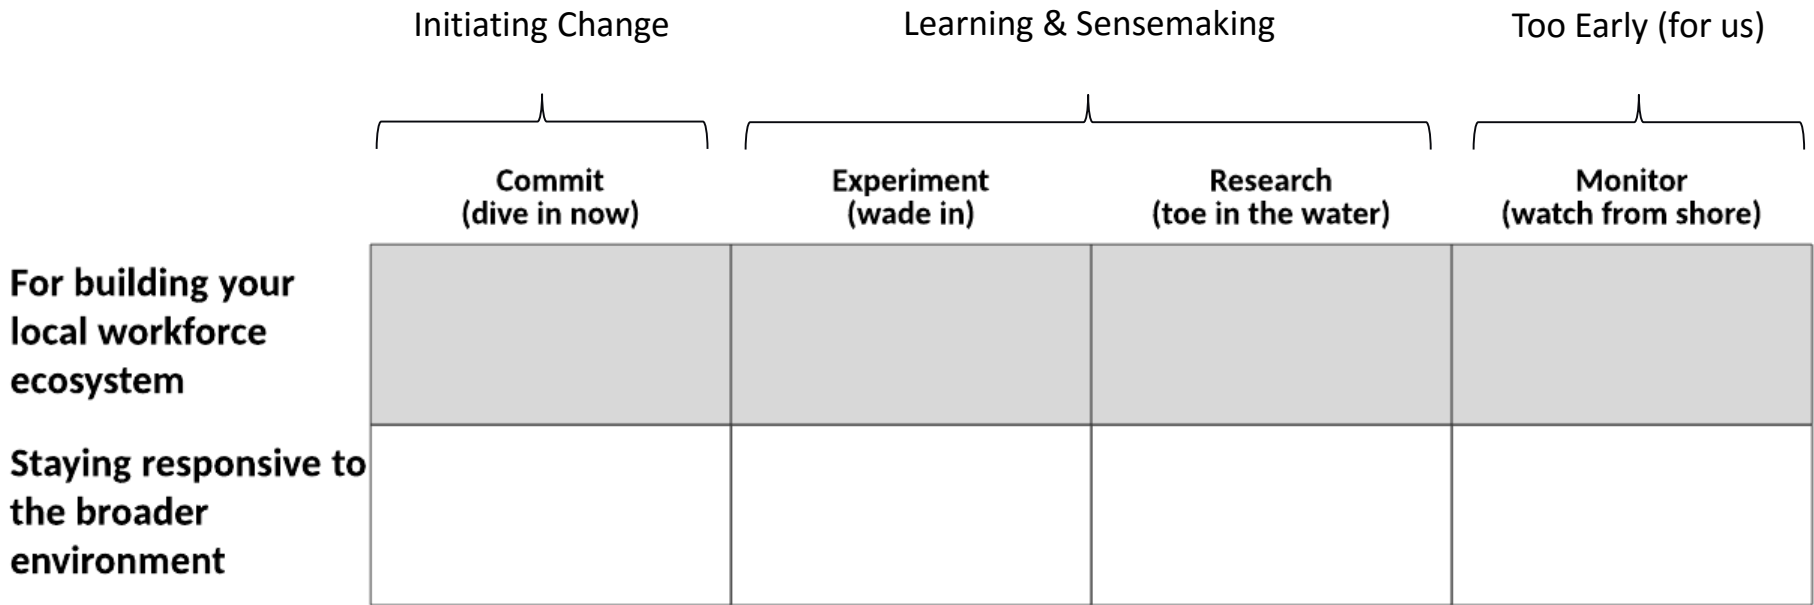 Initiating Change
Learning & Sensemaking
Too Early (for us)
Commit
(dive in now)
Experiment
(wade in)
Research
(toe in the water)
Monitor
(watch from shore)
For building your
local workforce
ecosystem
Staying responsive to
the broader
environment